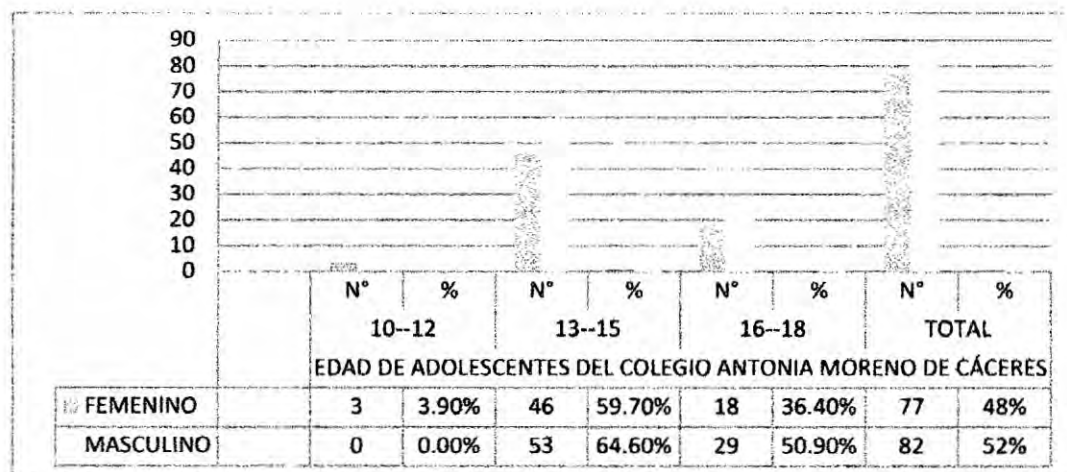 90
80
70
60
50
40
30
20
10
0
N° % N° % N° % N° %
10--12 13--15 16--18 TOTAL
EDAD DE ADOLESCENTES DEL COLEGIO ANTONIA MORENO DE CÁCERES
FEMENINO 3 3.90% 46 59.70% 18 36.40% 77 48%
MASCULINO 0 0.00% 53 64.60% 29 50.90% 82 52%